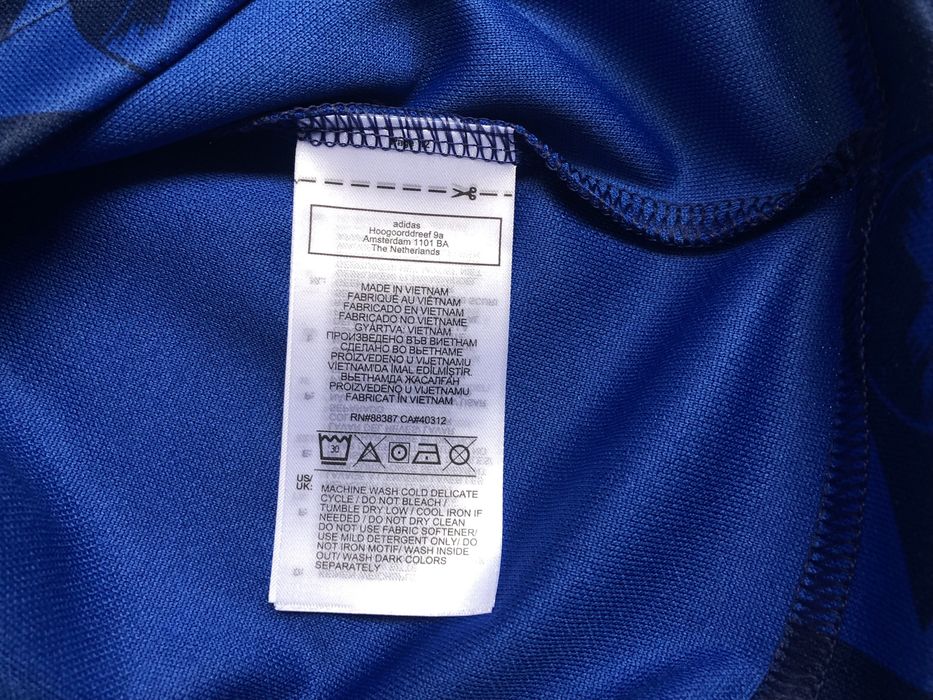 adidas
Hoogoorddreef 9a
Amsterdam 1101 BA
The Netherlands
MADE IN VIETNAM
FABRIQUÉ AU VIÊTNAM
FABRICADO EN VIETNAM
FABRICADO NO VIETNAME
GYÁRTVA: VIETNÁM
ПРОИЗВЕДЕНО ВЪВ ВИЕТНАМ
СДЕЛАНО ВО ВЬЕТНАМЕ
PROIZVEDENO U VIJETNAMU
VIETNAM'DA İMAL EDİLMİŞTİR.
ВЬЕТНАМДА ЖАСАЛҒАН
PROIZVEDENO U VIJETNAMU
FABRICAT ÎN VIETNAM
RN#88387 CA#40312
30
US/
UK:
MACHINE WASH COLD DELICATE
CYCLE / DO NOT BLEACH /
TUMBLE DRY LOW / COOL IRON IF
NEEDED / DO NOT DRY CLEAN
DO NOT USE FABRIC SOFTENER/
USE MILD DETERGENT ONLY/ DO
NOT IRON MOTIF/ WASH INSIDE
OUT/ WASH DARK COLORS
SEPARATELY